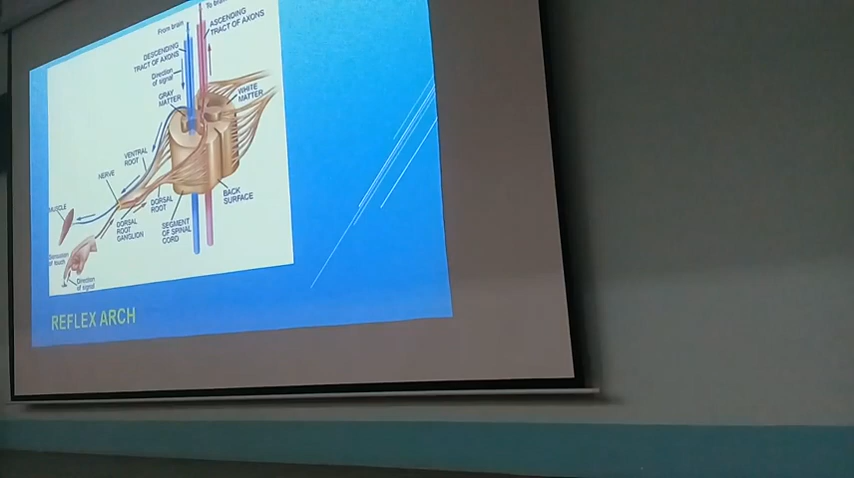 From brain
To brain
DESCENDING
TRACT OF AXONS
ASCENDING
TRACT OF AXONS
Direction
of signal
GRAY
MATTER
WHITE
MATTER
VENTRAL
ROOT
NERVE
DORSAL
ROOT
BACK
SURFACE
MUSCLE
DORSAL
ROOT
GANGLION
SEGMENT
OF SPINAL
CORD
of touch
Direction
of signal
REFLEX ARCH